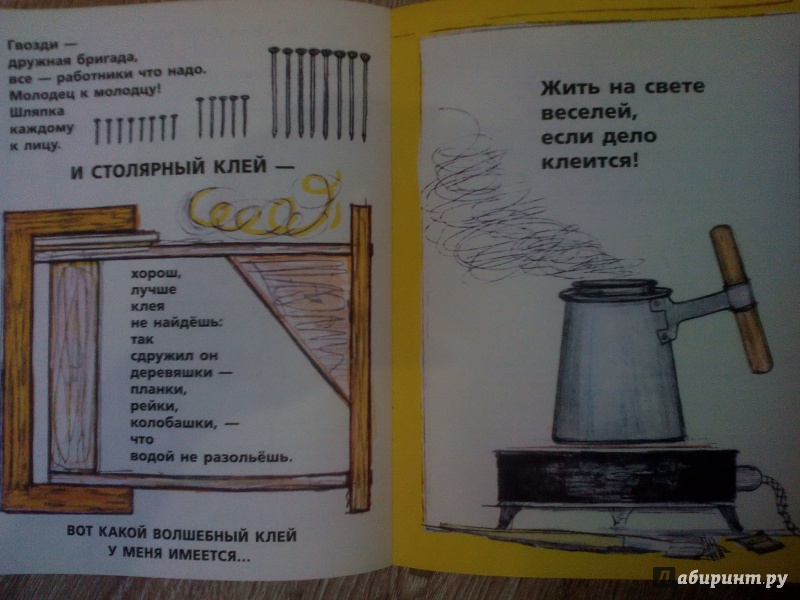 Гвозди —
дружная бригада,
все — работники что надо.
Молодец к молодцу!
Шляпка
каждому
к лицу.
И СТОЛЯРНЫЙ КЛЕЙ —
хорош,
лучше
клея
не найдёшь:
так
сдружил он
деревяшки —
планки,
рейки,
колобашки, —
что
водой не разольёшь.
ВОТ КАКОЙ ВОЛШЕБНЫЙ КЛЕЙ
У МЕНЯ ИМЕЕТСЯ...
Жить на свете
веселей,
если дело
клеится!
Лабиринт.ру